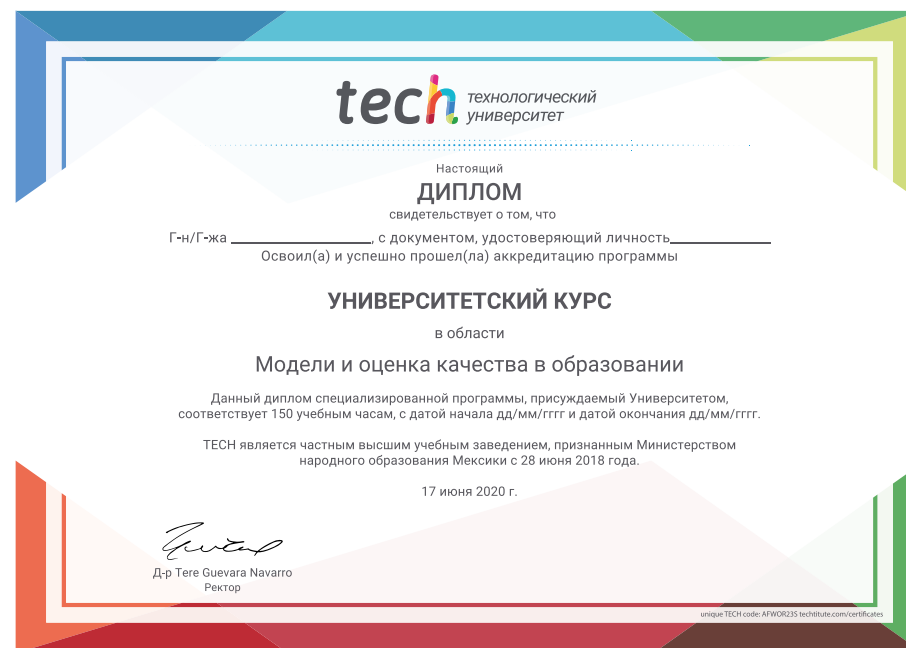 tech технологический
университет
Настоящий
ДИПЛОМ
свидетельствует о том, что
Г-н/Г-жа ____________, с документом, удостоверяющий личность____________
Освоил(а) и успешно прошел(ла) аккредитацию программы
УНИВЕРСИТЕТСКИЙ КУРС
в области
Модели и оценка качества в образовании
Данный диплом специализированной программы, присуждаемый Университетом,
соответствует 150 учебным часам, с датой начала дд/мм/гггг и датой окончания дд/мм/гггг.
TECH является частным высшим учебным заведением, признанным Министерством
народного образования Мексики с 28 июня 2018 года.
17 июня 2020 г.
Д-р Tere Guevara Navarro
Ректор
unique TECH code: AFWOR23S techtitute.com/certificates